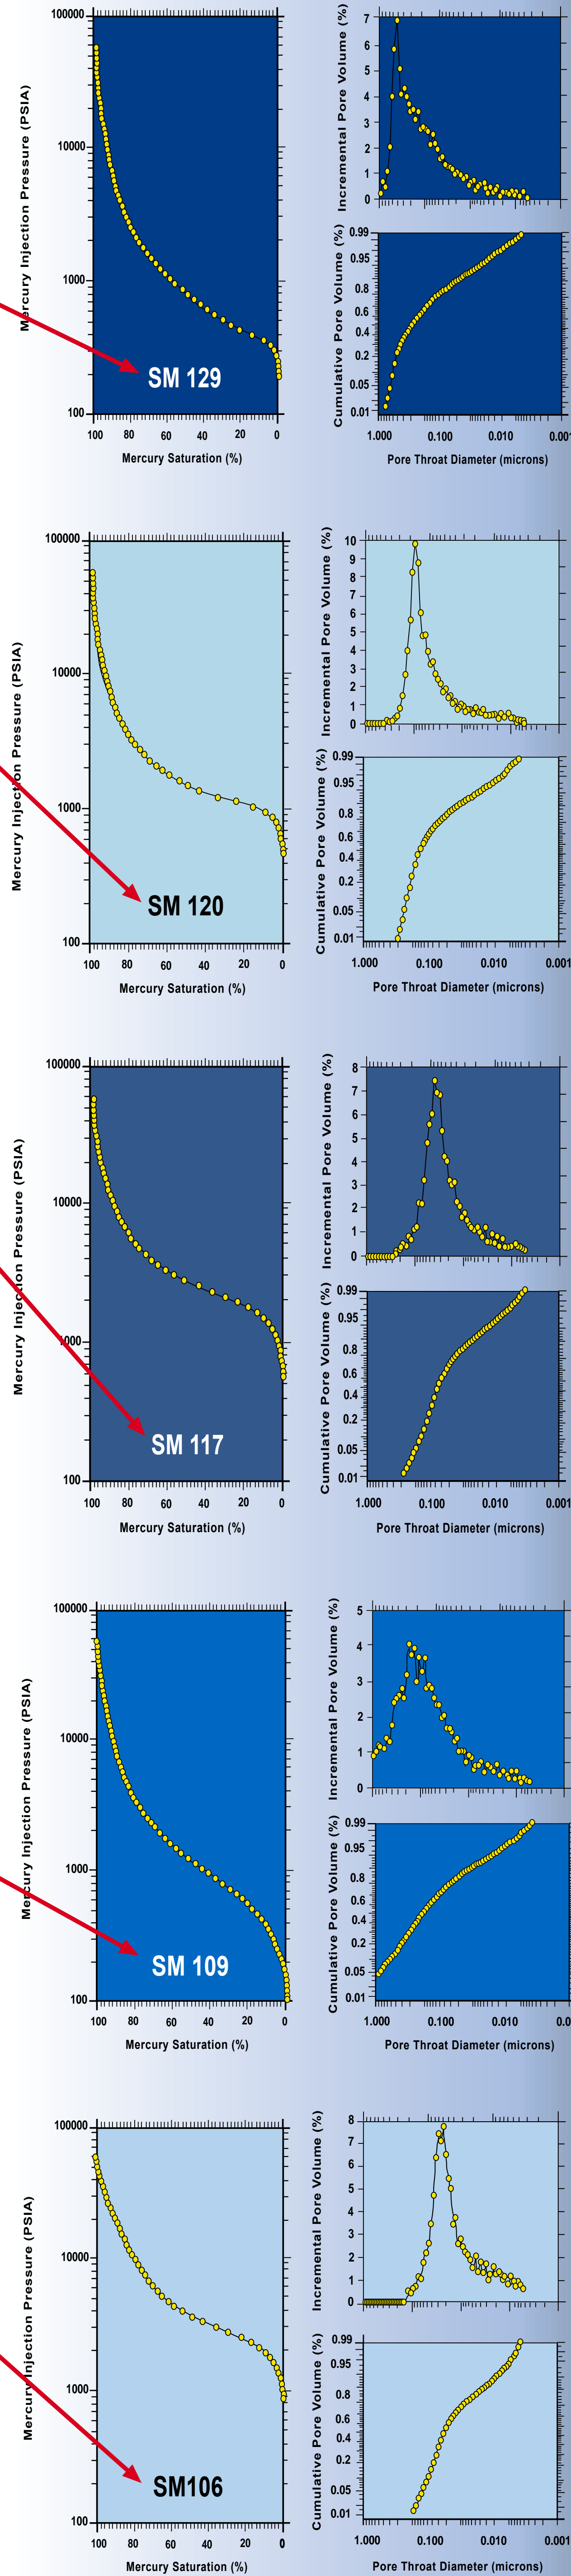 Mercury Injection Pressure (PSIA)
100000
10000
1000
100
100 80 60 40 20 0
Mercury Saturation (%)
SM 129
Incremental Pore Volume (%)
7
6
5
4
3
2
1
0
Cumulative Pore Volume (%)
0.99
0.95
0.8
0.6
0.4
0.2
0.05
0.01
1.000 0.100 0.010 0.001
Pore Throat Diameter (microns)
Mercury Injection Pressure (PSIA)
100000
10000
1000
100
100 80 60 40 20 0
Mercury Saturation (%)
SM 120
Incremental Pore Volume (%)
10
9
8
7
6
5
4
3
2
1
0
Cumulative Pore Volume (%)
0.99
0.95
0.8
0.6
0.4
0.2
0.05
0.01
1.000 0.100 0.010 0.001
Pore Throat Diameter (microns)
Mercury Injection Pressure (PSIA)
100000
10000
1000
100
100 80 60 40 20 0
Mercury Saturation (%)
SM 117
Incremental Pore Volume (%)
8
7
6
5
4
3
2
1
0
Cumulative Pore Volume (%)
0.99
0.95
0.8
0.6
0.4
0.2
0.05
0.01
1.000 0.100 0.010 0.001
Pore Throat Diameter (microns)
Mercury Injection Pressure (PSIA)
100000
10000
1000
100
100 80 60 40 20 0
Mercury Saturation (%)
SM 109
Incremental Pore Volume (%)
5
4
3
2
1
0
Cumulative Pore Volume (%)
0.99
0.95
0.8
0.6
0.4
0.2
0.05
0.01
1.000 0.100 0.010 0.0
Pore Throat Diameter (microns)
Mercury Injection Pressure (PSIA)
100000
10000
1000
100
100 80 60 40 20 0
Mercury Saturation (%)
SM106
Incremental Pore Volume (%)
8
7
6
5
4
3
2
1
0
Cumulative Pore Volume (%)
0.99
0.95
0.8
0.6
0.4
0.2
0.05
0.01
1.000 0.100 0.010 0.001
Pore Throat Diameter (microns)